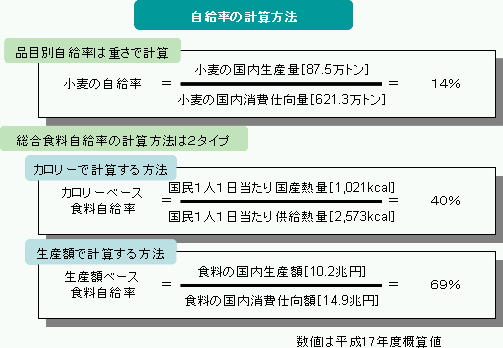 自給率の計算方法
品目別自給率は重さで計算
小麦の自給率 = 小麦の国内生産量[87.5万トン] = 14%
小麦の国内消費仕向量[621.3万トン]
総合食料自給率の計算方法は2タイプ
カロリーで計算する方法
カロリーベース
食料自給率 = 国民1人1日当たり国産熱量[1,021kcal] = 40%
国民1人1日当たり供給熱量[2,573kcal]
生産額で計算する方法
生産額ベース
食料自給率 = 食料の国内生産額[10.2兆円] = 69%
食料の国内消費仕向額[14.9兆円]
数値は平成17年度概算値